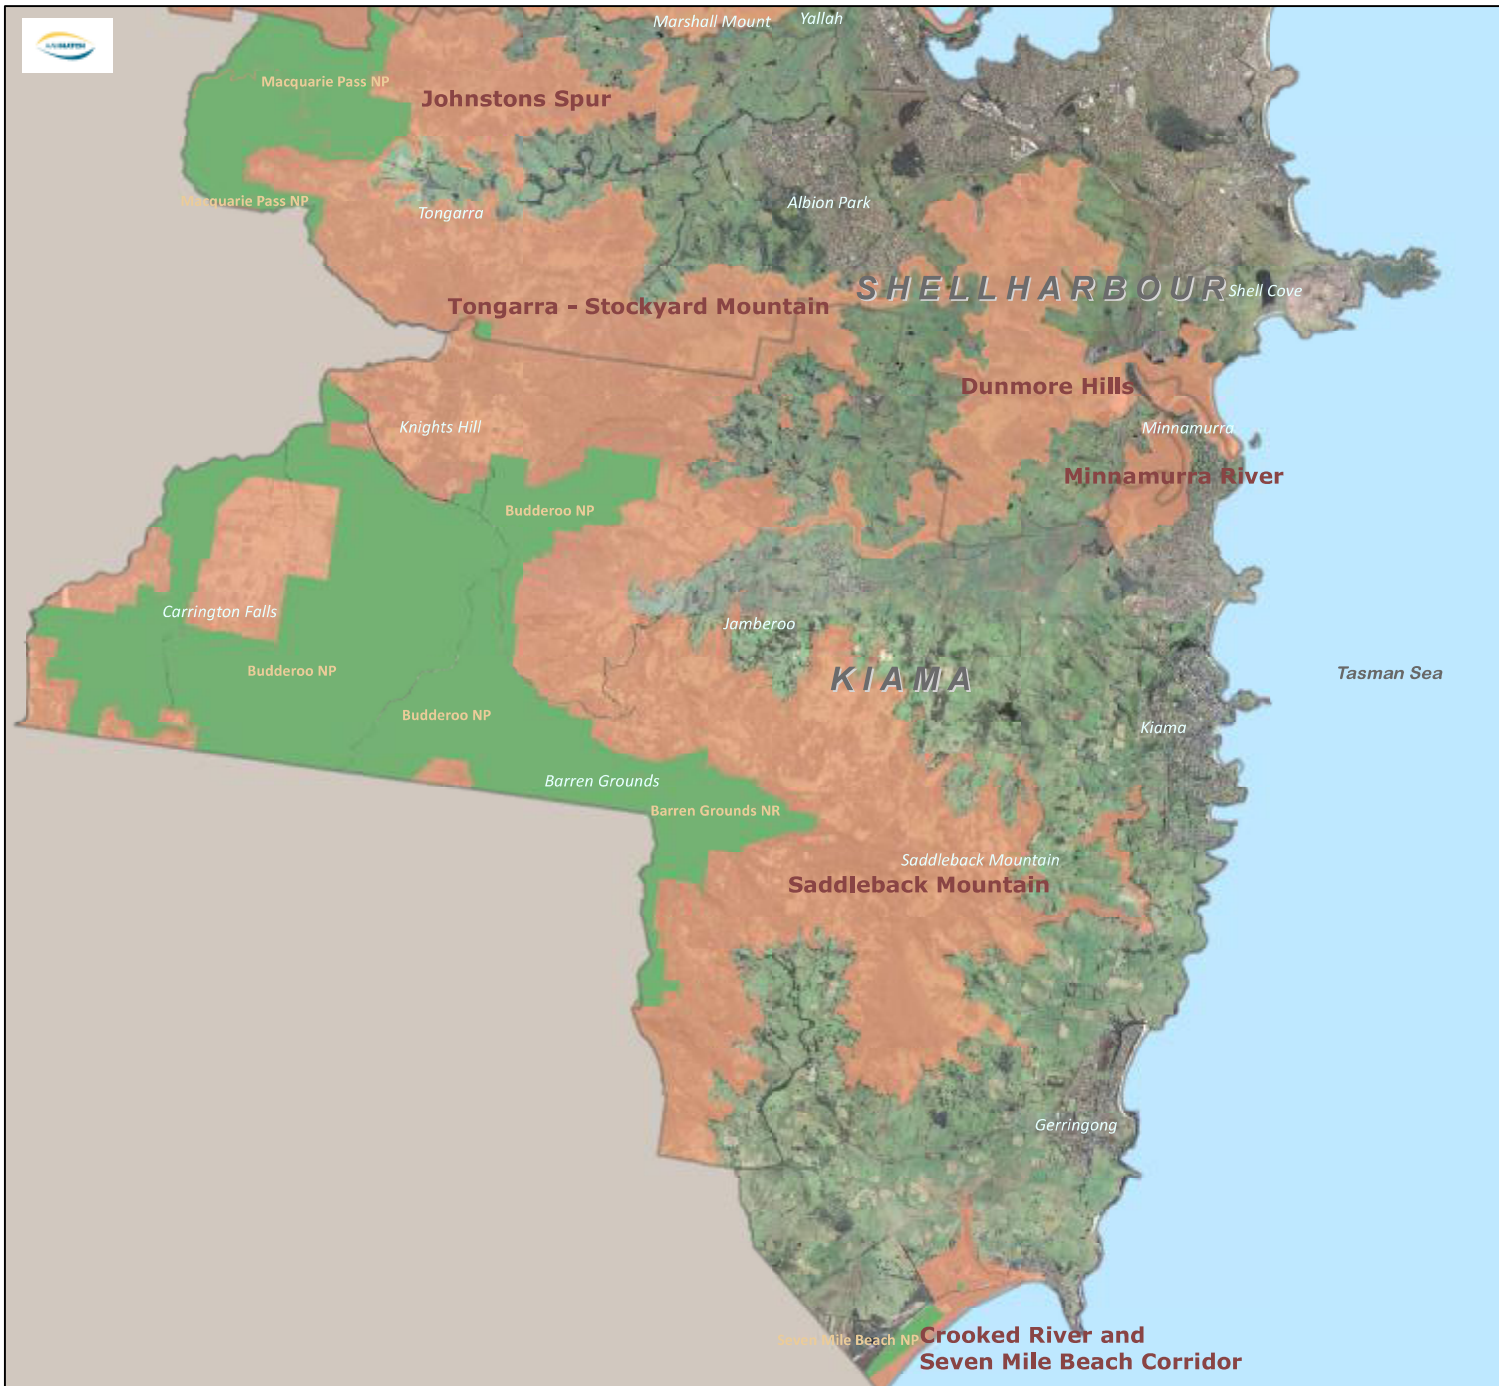 Marshall Mount
Yallah
Macquarie Pass NP
Johnstons Spur
Macquarie Pass NP
Tongarra
Albion Park
SHELLHARBOUR
Shell Cove
Tongarra - Stockyard Mountain
Dunmore Hills
Knights Hill
Minnamurra
Minnamurra River
Budderoo NP
Carrington Falls
Jamberoo
Budderoo NP
KIAMA
Tasman Sea
Budderoo NP
Kiama
Barren Grounds
Barren Grounds NR
Saddleback Mountain
Saddleback Mountain
Gerringong
Seven Mile Beach NP
Crooked River and
Seven Mile Beach Corridor